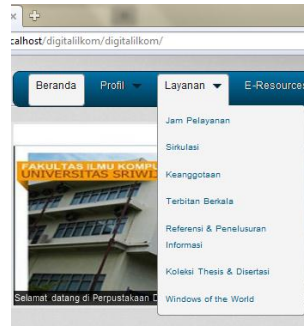 calhost/digitalilkom/digitalilkom/
Beranda Profil Layanan E-Resources
Jam Pelayanan
Sirkulasi
Keanggotaan
Terbitan Berkala
Referensi & Penelusuran
Informasi
Koleksi Thesis & Disertasi
Windows of the World
FAKULTAS ILMU KOMPU
UNIVERSITAS SRIWI
Selamat datang di Perpustakaan D